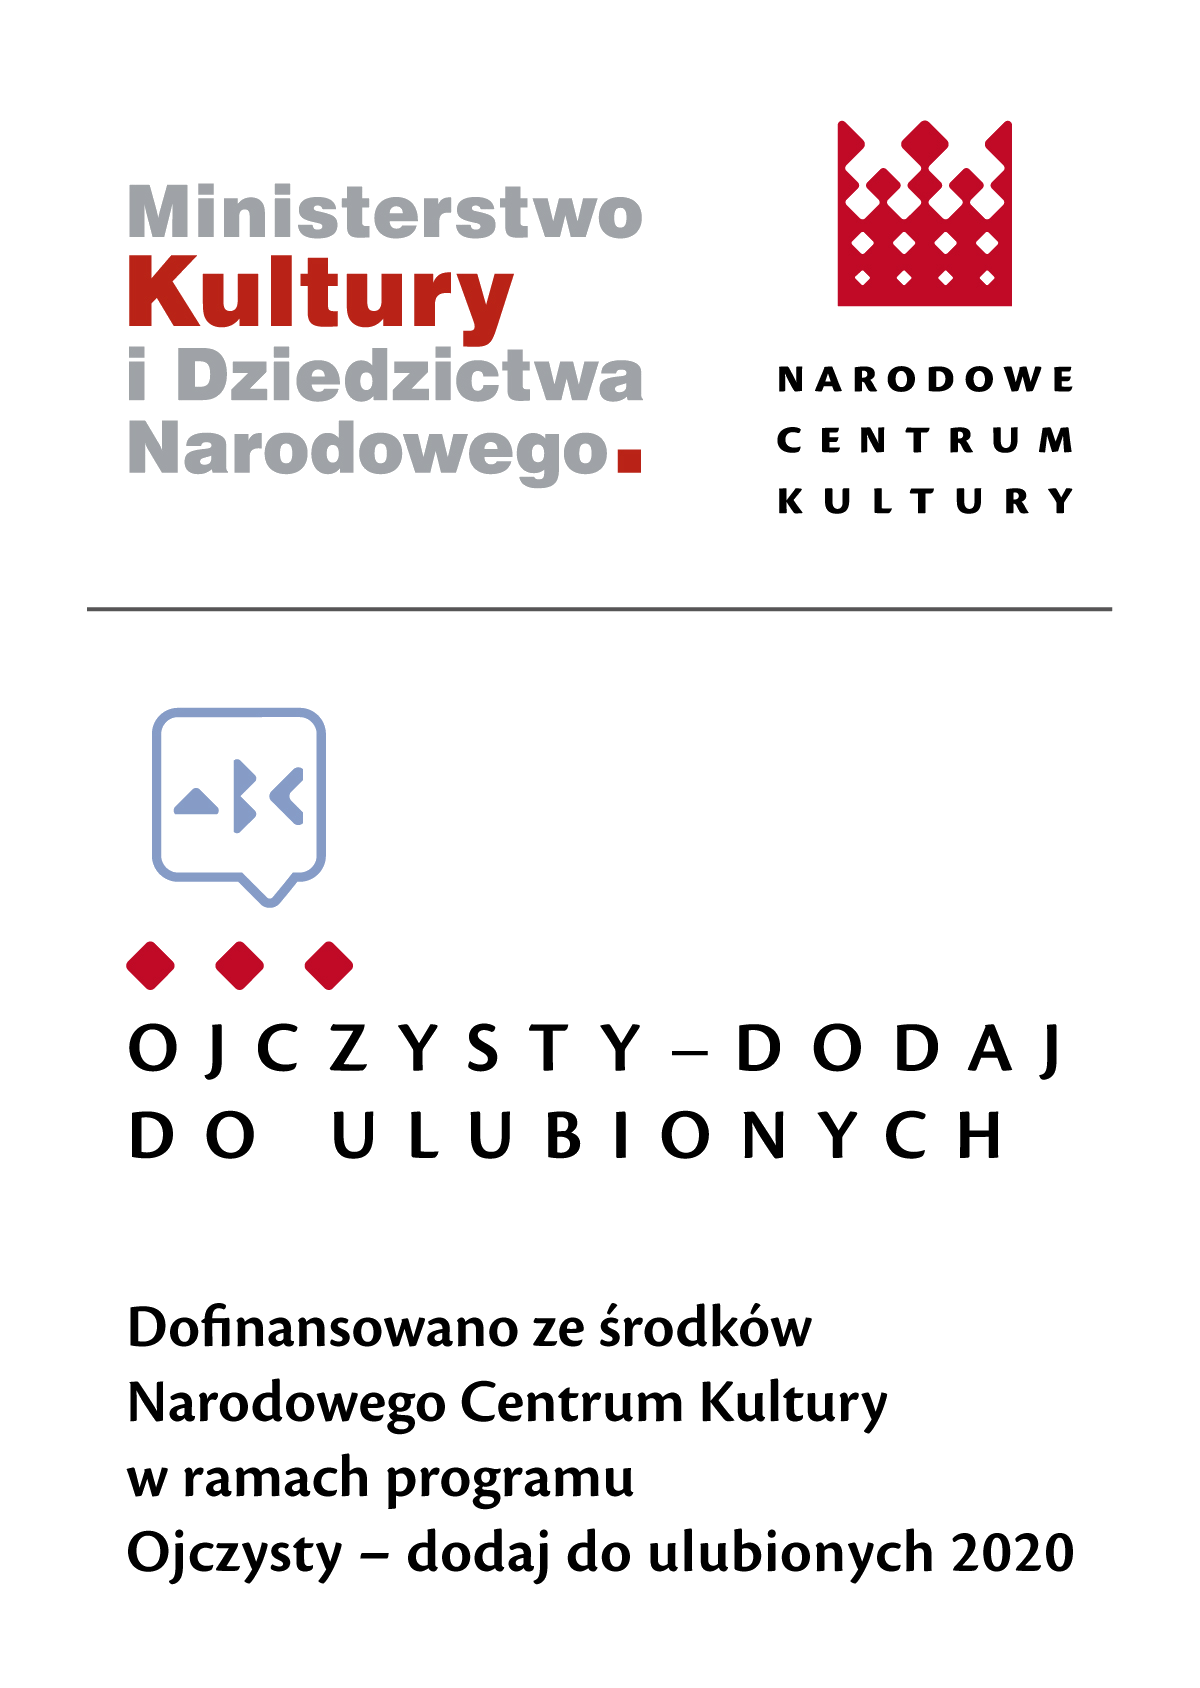 Ministerstwo
Kultury
i Dziedzictwa
Narodowego.
NARODOWE
CENTRUM
KULTURY
ABC
OJCZYSTY – DODAJ
DO ULUBIONYCH
Dofinansowano ze środków
Narodowego Centrum Kultury
w ramach programu
Ojczysty – dodaj do ulubionych 2020